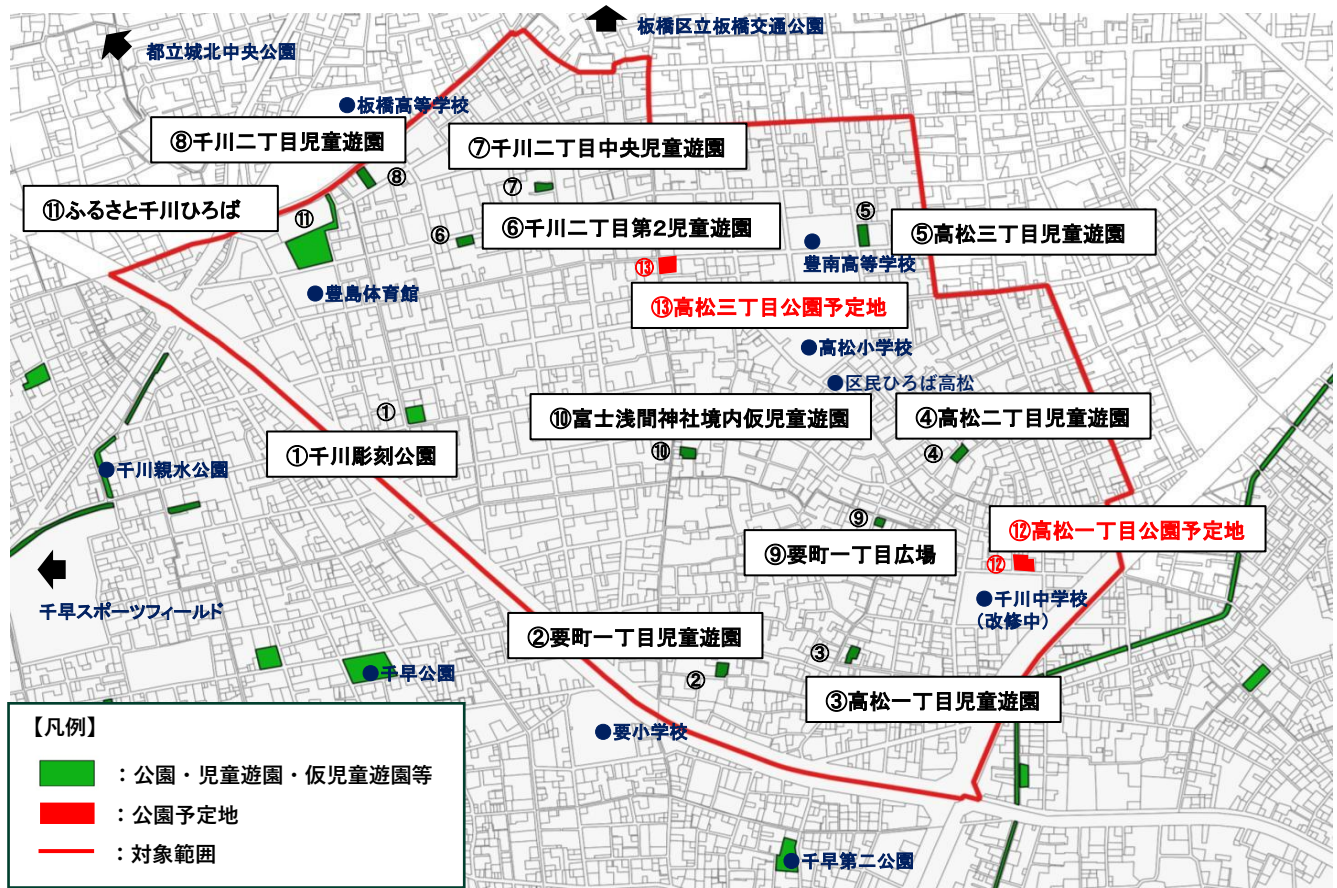 板橋区立板橋交通公園
都立城北中央公園
●板橋高等学校
⑧千川二丁目児童遊園
⑦千川二丁目中央児童遊園
⑧
⑦
⑪ふるさと千川ひろば
⑪
⑥
⑥千川二丁目第2児童遊園
⑤
⑤高松三丁目児童遊園
豊南高等学校
⑬
●豊島体育館
⑬高松三丁目公園予定地
●高松小学校
●区民ひろば高松
①
⑩富士浅間神社境内仮児童遊園
④高松二丁目児童遊園
①千川彫刻公園
⑩
④
●千川親水公園
⑨
⑫高松一丁目公園予定地
⑨要町一丁目広場
⑫
千早スポーツフィールド
●千川中学校
(改修中)
②要町一丁目児童遊園
③
②
●千早公園
③高松一丁目児童遊園
●要小学校
【凡例】
:公園・児童遊園・仮児童遊園等
:公園予定地
:対象範囲
●千早第二公園